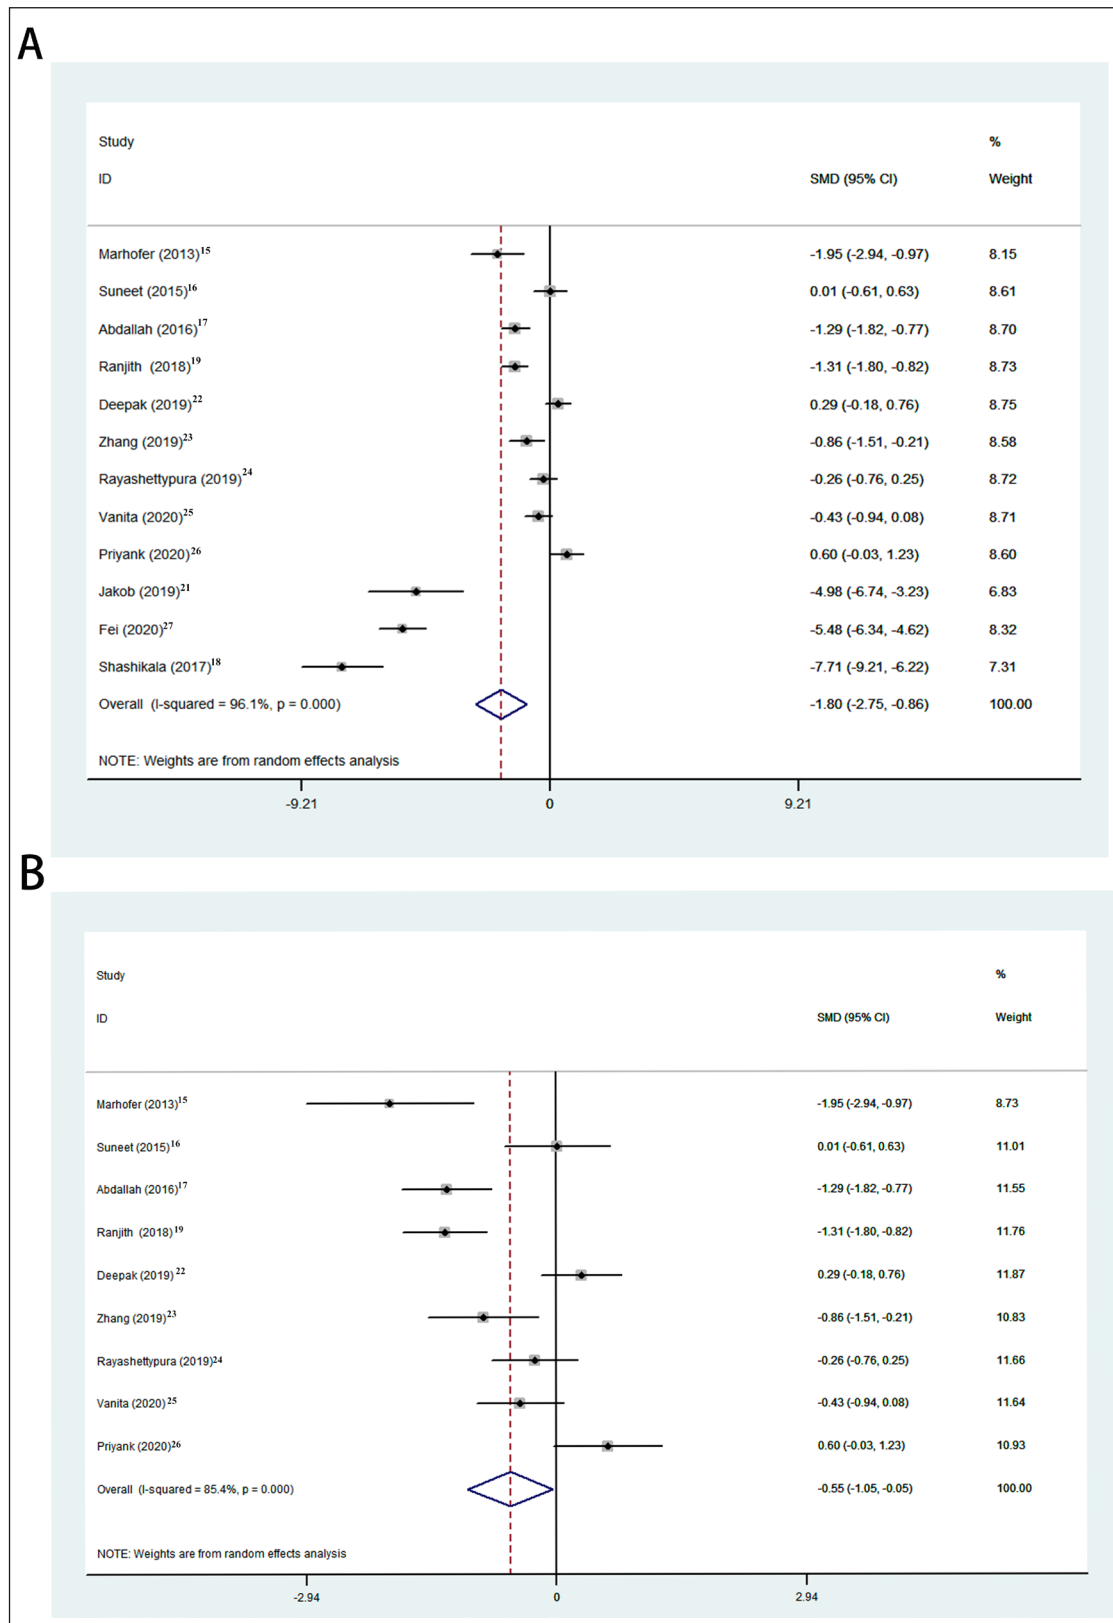 A
Study %
ID SMD (95% CI) Weight
Marhofer (2013)15 -1.95 (-2.94, -0.97) 8.15
Suneet (2015)16 0.01 (-0.61, 0.63) 8.61
Abdallah (2016)17 -1.29 (-1.82, -0.77) 8.70
Ranjith (2018)19 -1.31 (-1.80, -0.82) 8.73
Deepak (2019)22 0.29 (-0.18, 0.76) 8.75
Zhang (2019)23 -0.86 (-1.51, -0.21) 8.58
Rayashettypura (2019)24 -0.26 (-0.76, 0.25) 8.72
Vanita (2020)25 -0.43 (-0.94, 0.08) 8.71
Priyank (2020)26 0.60 (-0.03, 1.23) 8.60
Jakob (2019)21 -4.98 (-6.74, -3.23) 6.83
Fei (2020)27 -5.48 (-6.34, -4.62) 8.32
Shashikala (2017)18 -7.71 (-9.21, -6.22) 7.31
Overall (I-squared = 96.1%, p = 0.000) -1.80 (-2.75, -0.86) 100.00
NOTE: Weights are from random effects analysis
-9.21 0 9.21
B
Study %
ID SMD (95% CI) Weight
Marhofer (2013)15 -1.95 (-2.94, -0.97) 8.73
Suneet (2015)16 0.01 (-0.61, 0.63) 11.01
Abdallah (2016)17 -1.29 (-1.82, -0.77) 11.55
Ranjith (2018)19 -1.31 (-1.80, -0.82) 11.76
Deepak (2019)22 0.29 (-0.18, 0.76) 11.87
Zhang (2019)23 -0.86 (-1.51, -0.21) 10.83
Rayashettypura (2019)24 -0.26 (-0.76, 0.25) 11.66
Vanita (2020)25 -0.43 (-0.94, 0.08) 11.64
Priyank (2020)26 0.60 (-0.03, 1.23) 10.93
Overall (I-squared = 85.4%, p = 0.000) -0.55 (-1.05, -0.05) 100.00
NOTE: Weights are from random effects analysis
-2.94 0 2.94